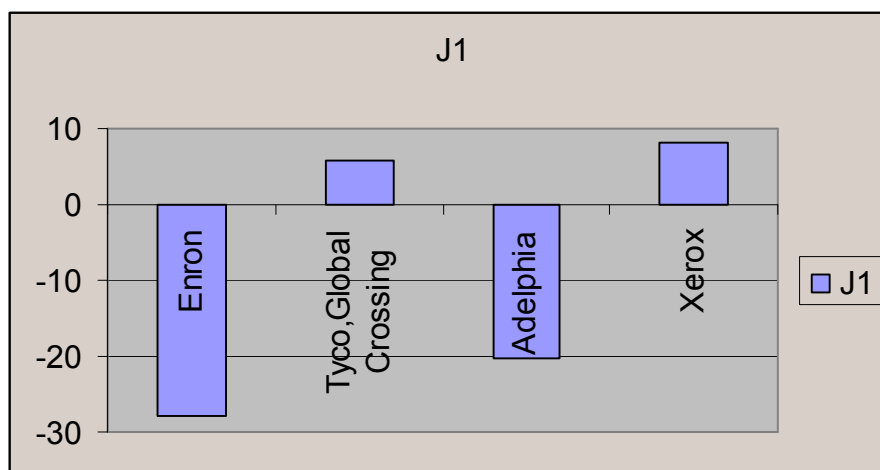 J1
10
0
-10
-20
-30
Enron
Tyco,Global
Crossing
Adelphia
Xerox
J1